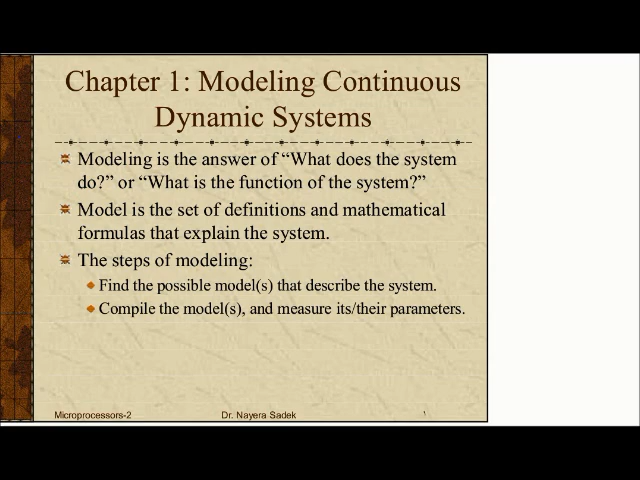 Chapter 1: Modeling Continuous
Dynamic Systems
Modeling is the answer of “What does the system
do?” or “What is the function of the system?”
Model is the set of definitions and mathematical
formulas that explain the system.
The steps of modeling:
Find the possible model(s) that describe the system.
Compile the model(s), and measure its/their parameters.
Microprocessors-2 Dr. Nayera Sadek ١